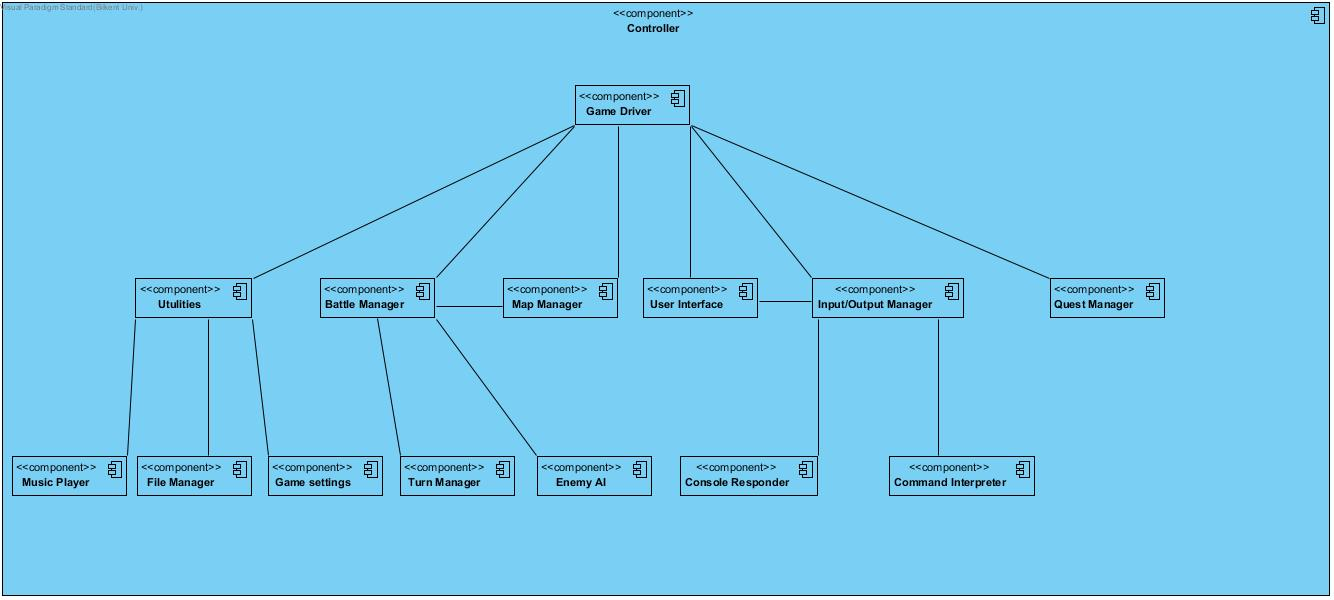 Visual Paradigm Standard(Bilkent Univ.)
<<component>>
Controller
<<component>>
Game Driver
<<component>>
Utulities
<<component>>
Battle Manager
<<component>>
Map Manager
<<component>>
User Interface
<<component>>
Input/Output Manager
<<component>>
Quest Manager
<<component>>
Music Player
<<component>>
File Manager
<<component>>
Game settings
<<component>>
Turn Manager
<<component>>
Enemy AI
<<component>>
Console Responder
<<component>>
Command Interpreter